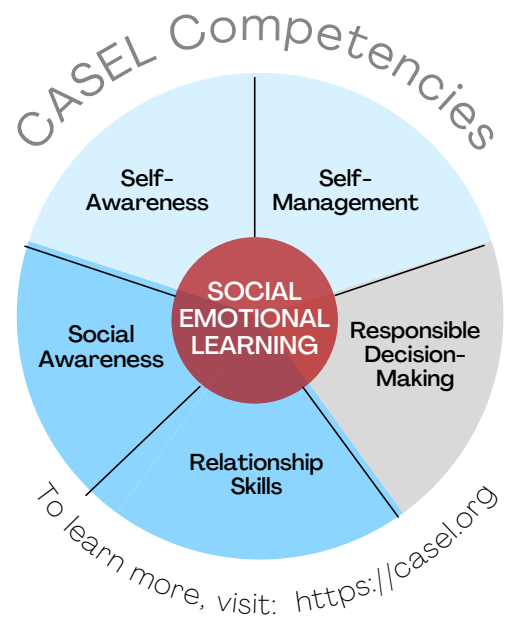 CASEL Competencies
Self-
Awareness
Self-
Management
SOCIAL
EMOTIONAL
LEARNING
Social
Awareness
Responsible
Decision-
Making
Relationship
Skills
To learn more, visit: https://casel.org